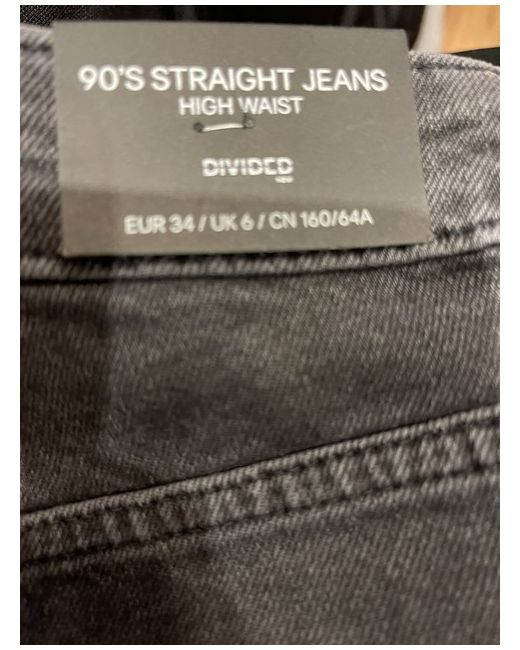 90'S STRAIGHT JEANS
HIGH WAIST
DIVIDED
EUR 34 / UK 6 / CN 160/64A